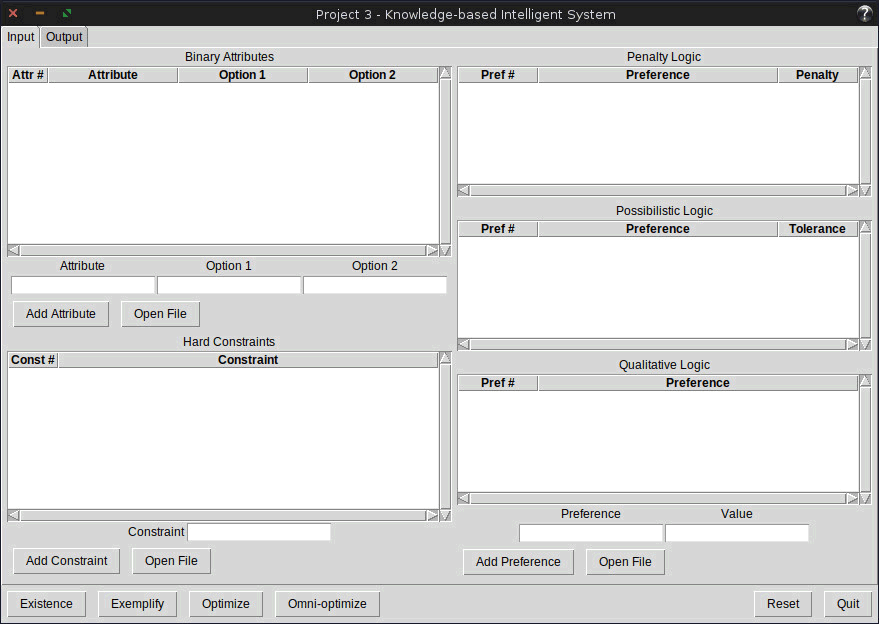 Project 3 - Knowledge-based Intelligent System
?
Input Output
Binary Attributes
Attr # Attribute Option 1 Option 2
Attribute Option 1 Option 2
Add Attribute Open File
Hard Constraints
Const # Constraint
Constraint
Add Constraint Open File
Penalty Logic
Pref # Preference Penalty
Possibilistic Logic
Pref # Preference Tolerance
Qualitative Logic
Pref # Preference
Preference Value
Add Preference Open File
Existence Exemplify Optimize Omni-optimize Reset Quit